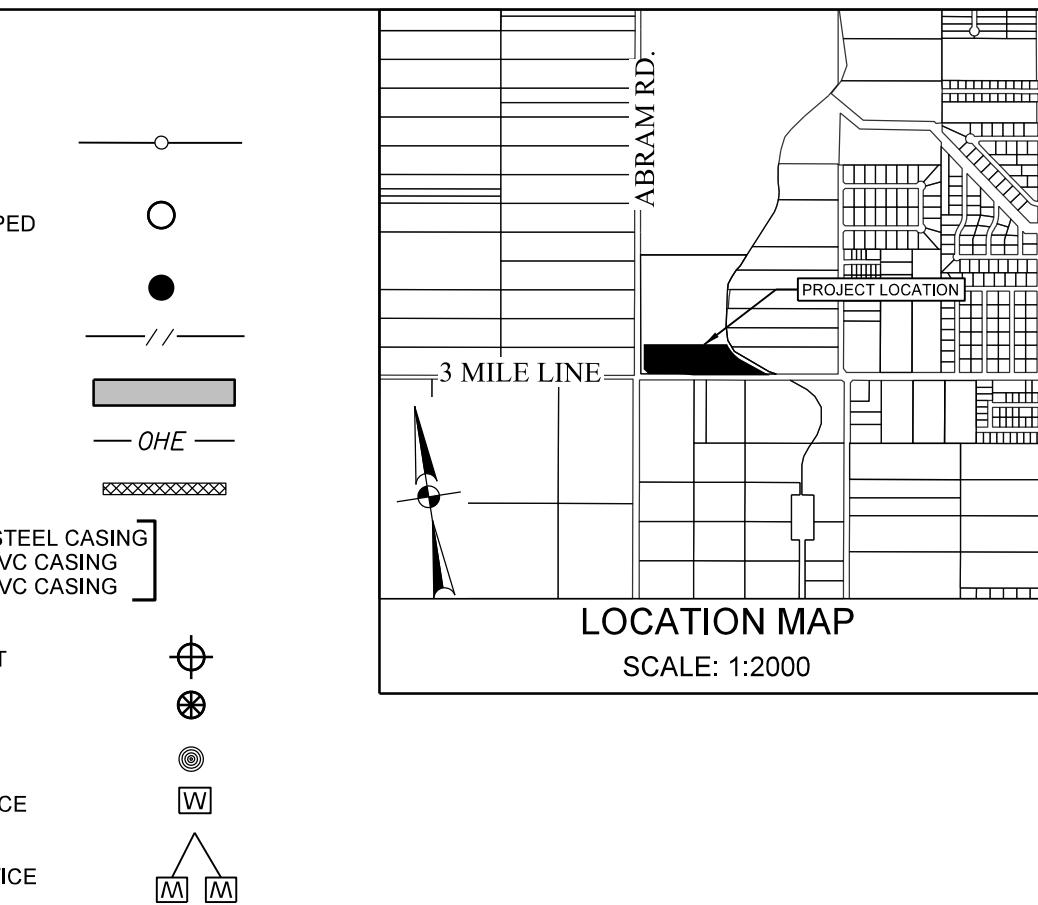 PED
OHE
STEEL CASING
VC CASING
VC CASING
T
CE
W
ICE
M M
ABRAM RD.
PROJECT LOCATION
3 MILE LINE
LOCATION MAP
SCALE: 1:2000